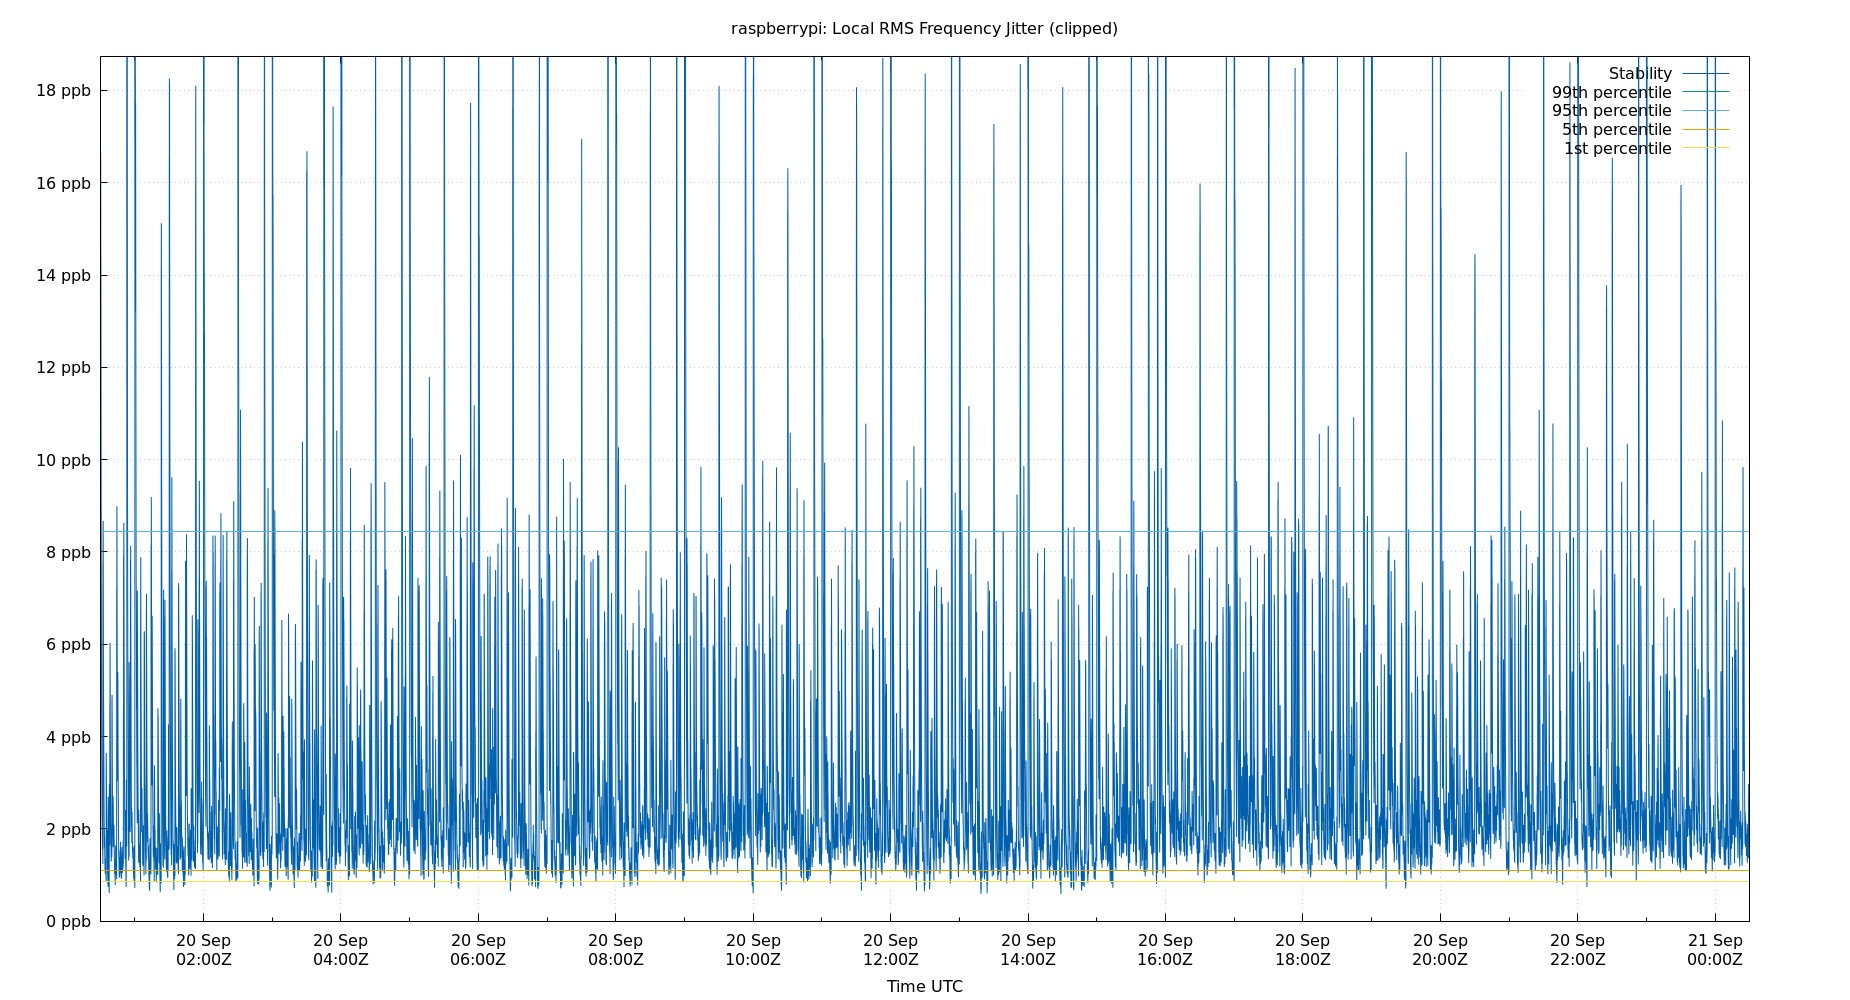 raspberrypi: Local RMS Frequency Jitter (clipped)
18 ppb
16 ppb
14 ppb
12 ppb
10 ppb
8 ppb
6 ppb
4 ppb
2 ppb
0 ppb
Stability
99th percentile
95th percentile
5th percentile
1st percentile
20 Sep 20 Sep 20 Sep 20 Sep 20 Sep 20 Sep 20 Sep 20 Sep 20 Sep 20 Sep 20 Sep 21 Sep
02:00Z 04:00Z 06:00Z 08:00Z 10:00Z 12:00Z 14:00Z 16:00Z 18:00Z 20:00Z 22:00Z 00:00Z
Time UTC